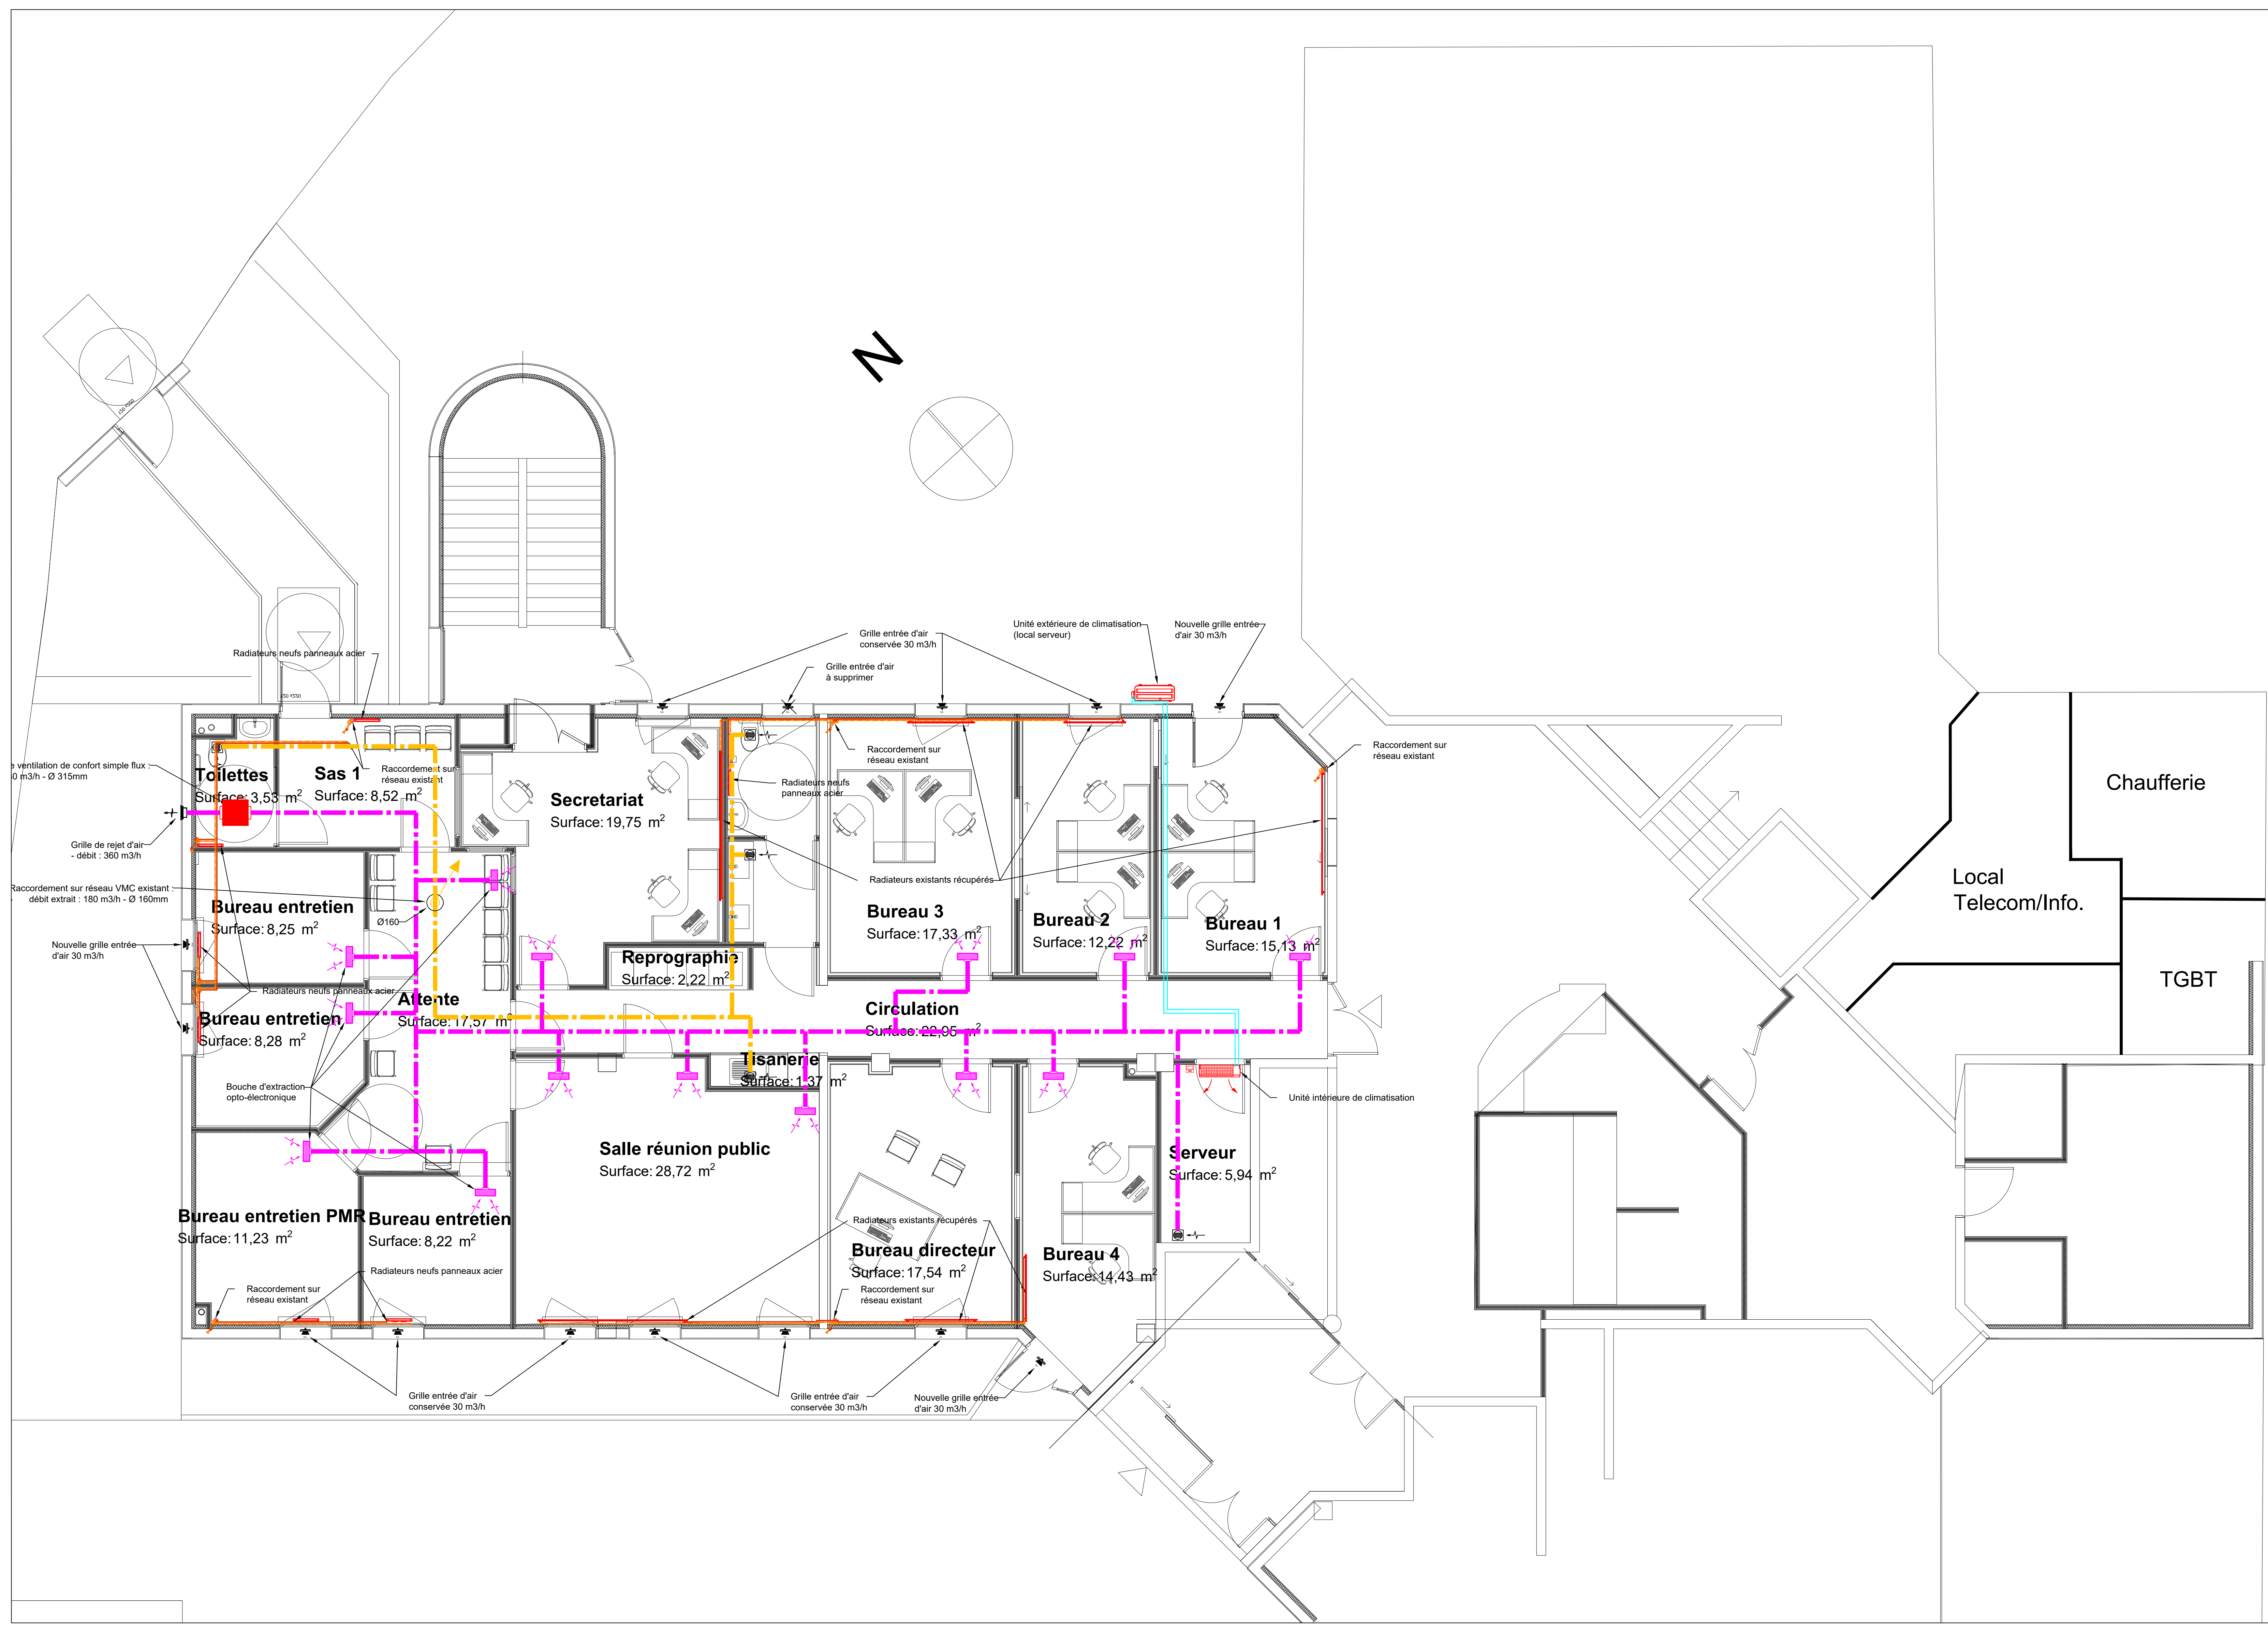 N
Unité extérieure de climatisation
(local serveur)
Nouvelle grille entrée
d'air 30 m3/h
Grille entrée d'air
conservée 30 m3/h
Grille entrée d'air
à supprimer
Radiateurs neufs panneaux acier
Raccordement sur
réseau existant
Raccordement sur
réseau existant
Raccordement sur
réseau existant
e ventilation de confort simple flux :
0 m3/h - Ø 315mm
Toilettes
Surface: 3,53 m²
Sas 1
Surface: 8,52 m²
Secretariat
Surface: 19,75 m²
Radiateurs neufs
panneaux acier
Chaufferie
Grille de rejet d'air
- débit : 360 m3/h
Raccordement sur réseau VMC existant :
débit extrait : 180 m3/h - Ø 160mm
Ø160
Radiateurs existants récupérés
Local
Telecom/Info.
Bureau entretien
Surface: 8,25 m²
Bureau 3
Surface: 17,33 m²
Bureau 2
Surface: 12,22 m²
Bureau 1
Surface: 15,13 m²
Nouvelle grille entrée
d'air 30 m3/h
Reprographie
Surface: 2,22 m²
TGBT
Radiateurs neufs panneaux acier
Attente
Surface: 17,57 m²
Bureau entretien
Surface: 8,28 m²
Circulation
Surface: 22,95 m²
Tisanerie
Surface: 1,37 m²
Bouche d'extraction
opto-électronique
Unité intérieure de climatisation
Salle réunion public
Surface: 28,72 m²
Serveur
Surface: 5,94 m²
Bureau entretien PMR
Surface: 11,23 m²
Bureau entretien
Surface: 8,22 m²
Radiateurs existants récupérés
Bureau directeur
Surface: 17,54 m²
Bureau 4
Surface: 14,43 m²
Radiateurs neufs panneaux acier
Raccordement sur
réseau existant
Raccordement sur
réseau existant
Grille entrée d'air
conservée 30 m3/h
Grille entrée d'air
conservée 30 m3/h
Nouvelle grille entrée
d'air 30 m3/h